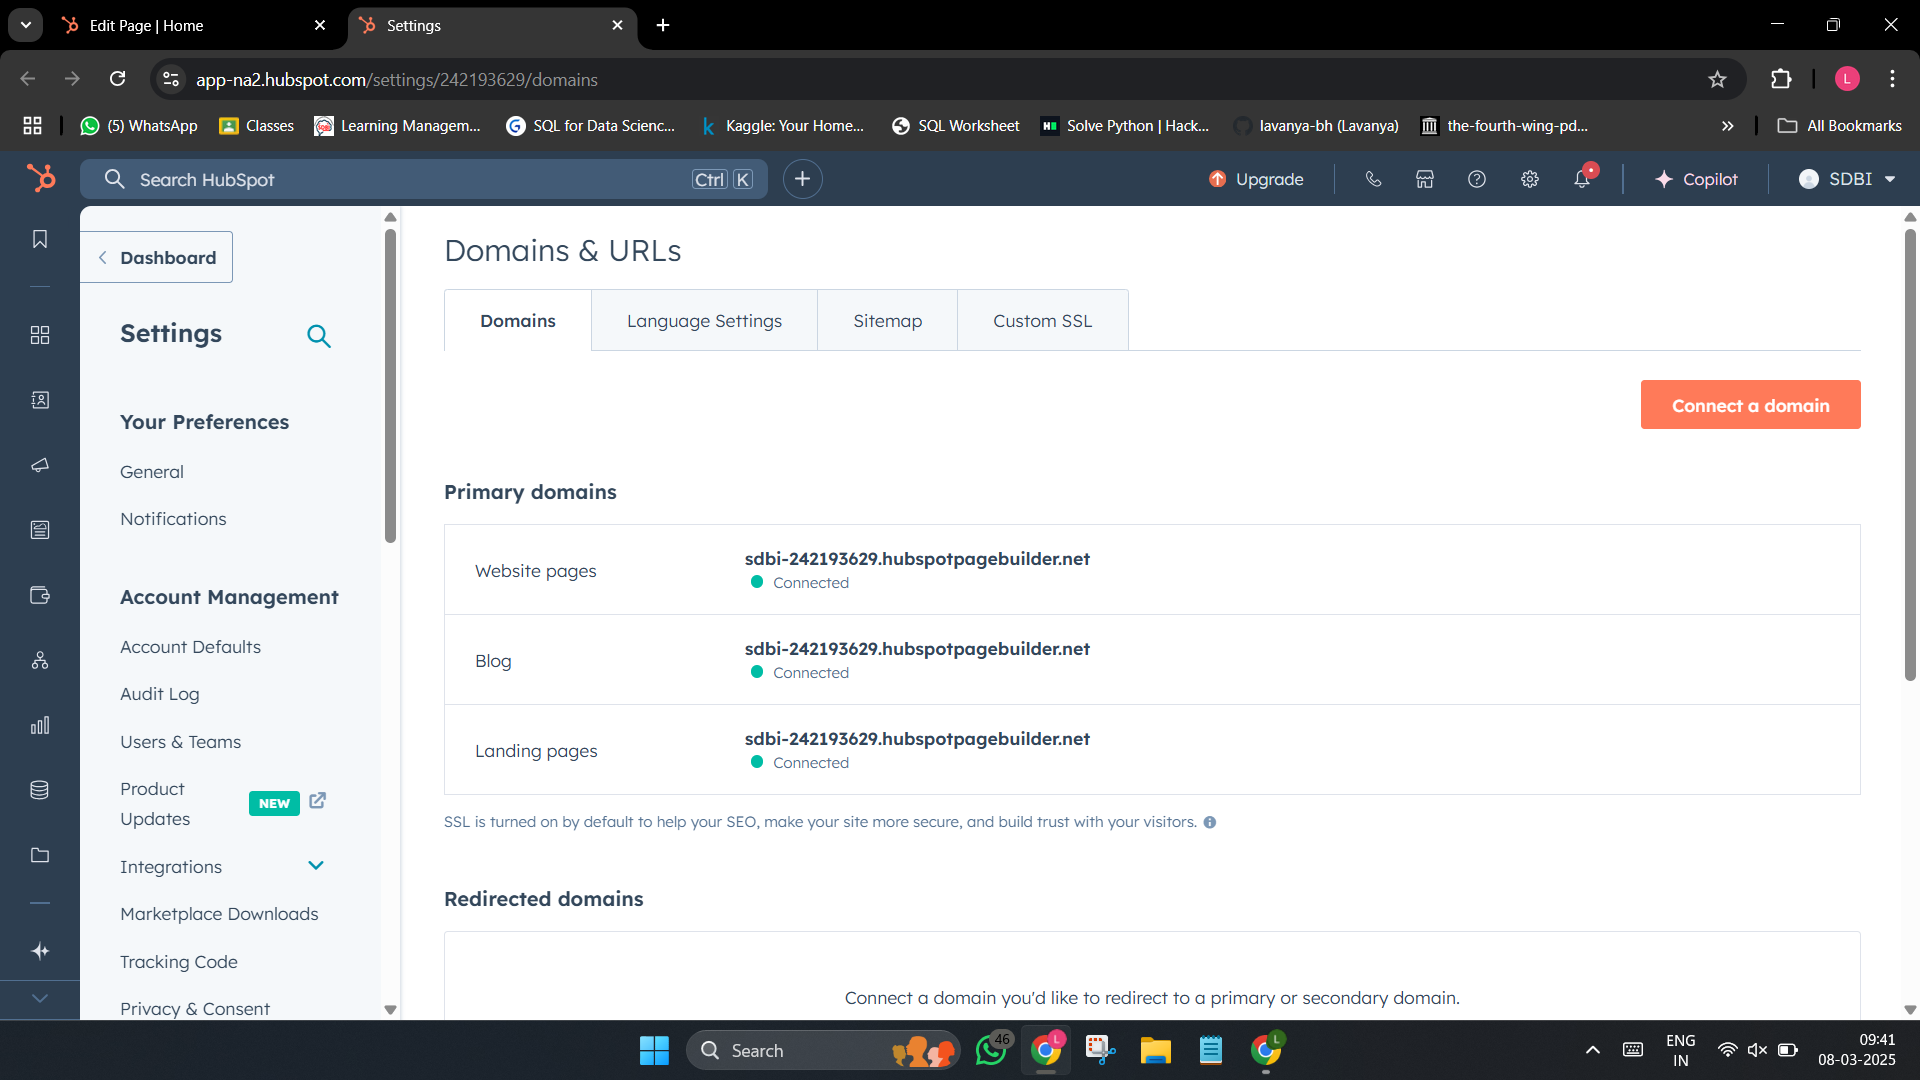 Edit Page | Home
Settings
app-na2.hubspot.com/settings/242193629/domains
L
(5) WhatsApp
Classes
Learning Managem...
SQL for Data Scienc...
Kaggle: Your Home...
SQL Worksheet
Solve Python | Hack...
lavanya-bh (Lavanya)
the-fourth-wing-pd...
All Bookmarks
Search HubSpot
Ctrl K
Upgrade
Copilot
SDBI
Dashboard
Settings
Your Preferences
General
Notifications
Account Management
Account Defaults
Audit Log
Users & Teams
Product
Updates
NEW
Integrations
Marketplace Downloads
Tracking Code
Privacy & Consent
Domains & URLs
Domains
Language Settings
Sitemap
Custom SSL
Connect a domain
Primary domains
Website pages
sdbi-242193629.hubspotpagebuilder.net
Connected
Blog
sdbi-242193629.hubspotpagebuilder.net
Connected
Landing pages
sdbi-242193629.hubspotpagebuilder.net
Connected
SSL is turned on by default to help your SEO, make your site more secure, and build trust with your visitors.
Redirected domains
Connect a domain you'd like to redirect to a primary or secondary domain.
Search
46
L
L
ENG
IN
09:41
08-03-2025